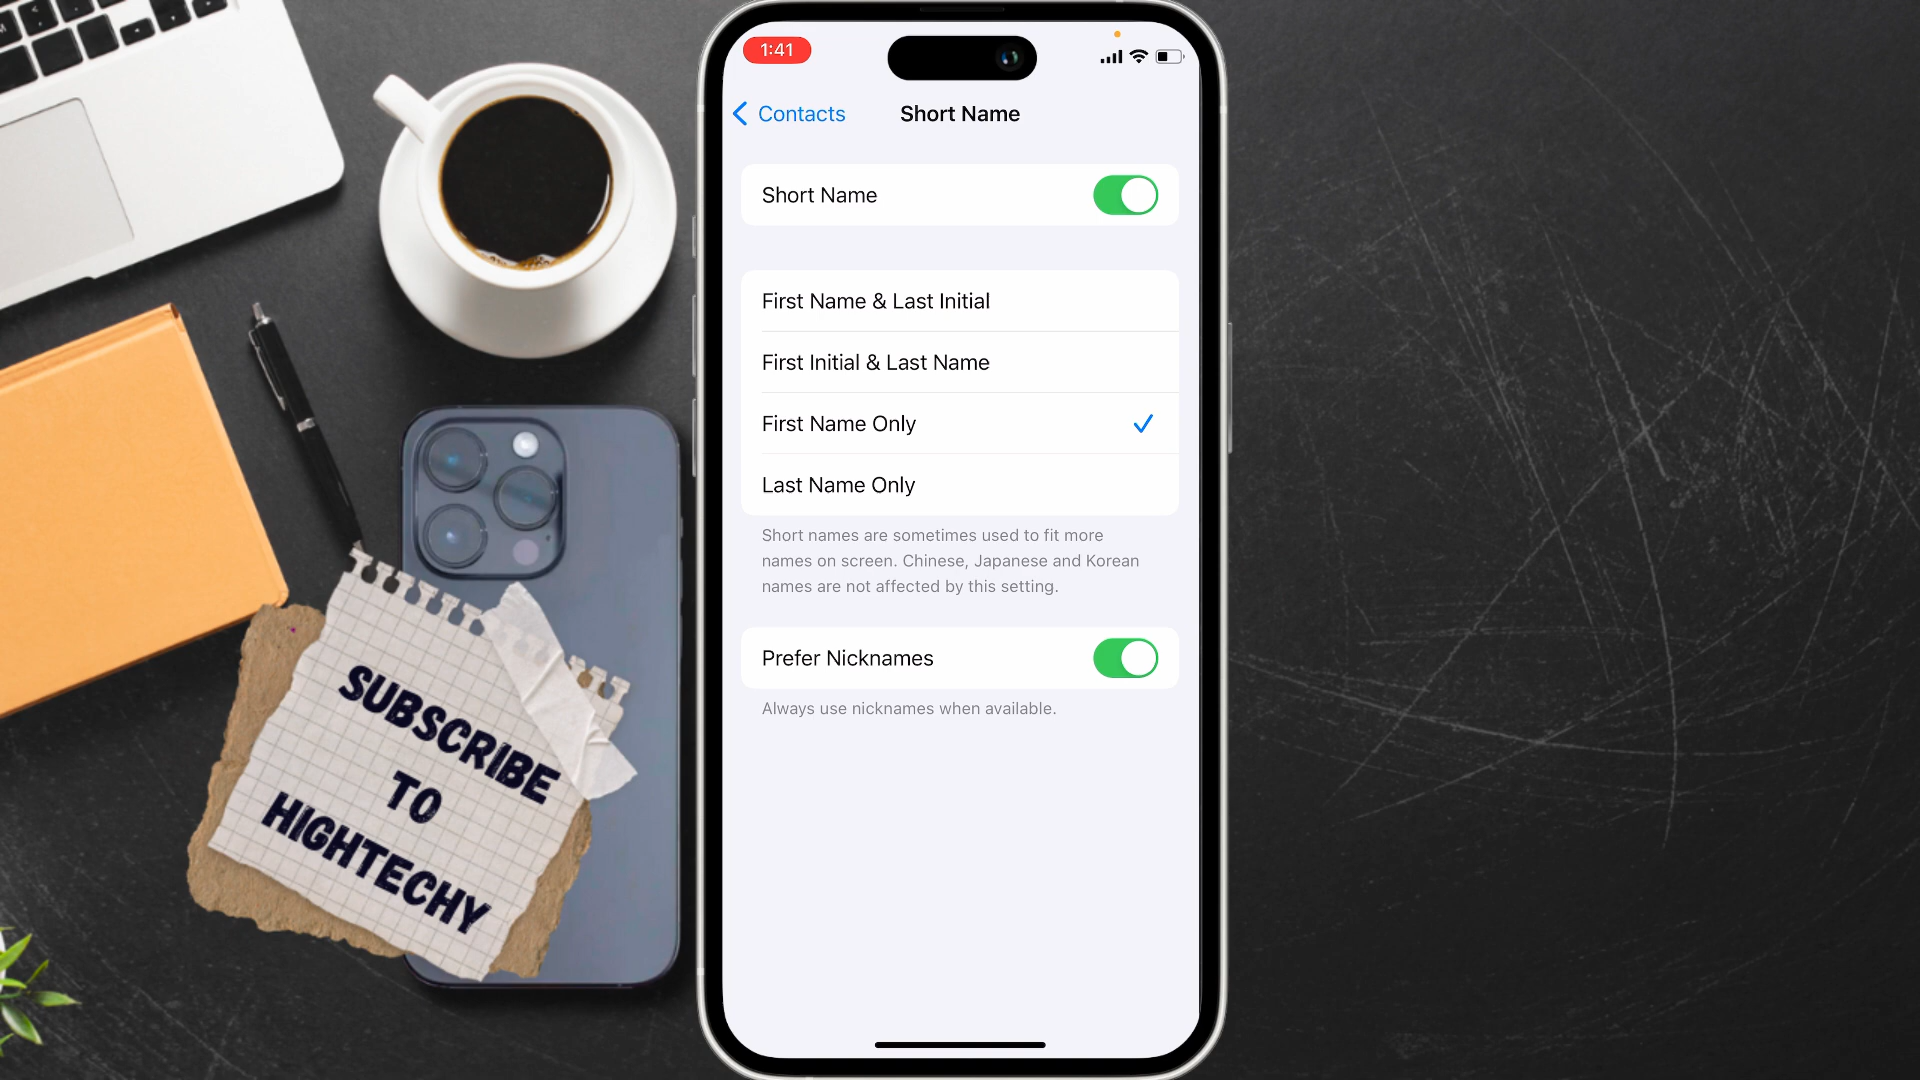 1:41
Contacts
Short Name
Short Name
First Name & Last Initial
First Initial & Last Name
First Name Only
Last Name Only
Short names are sometimes used to fit more
names on screen. Chinese, Japanese and Korean
names are not affected by this setting.
Prefer Nicknames
Always use nicknames when available.
SUBSCRIBE
TO
HIGHTECHY